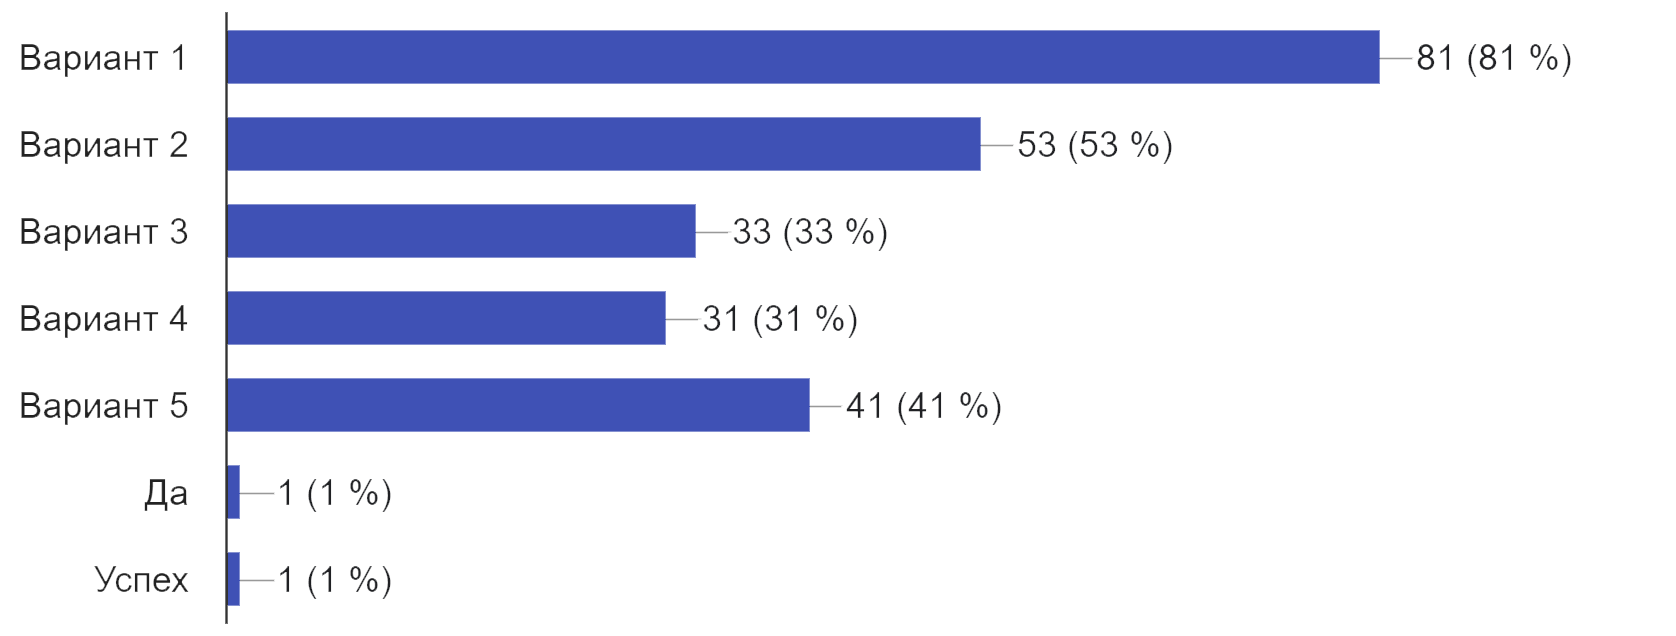 Вариант 1 81 (81 %)
Вариант 2 53 (53 %)
Вариант 3 33 (33 %)
Вариант 4 31 (31 %)
Вариант 5 41 (41 %)
Да 1 (1 %)
Успех 1 (1 %)